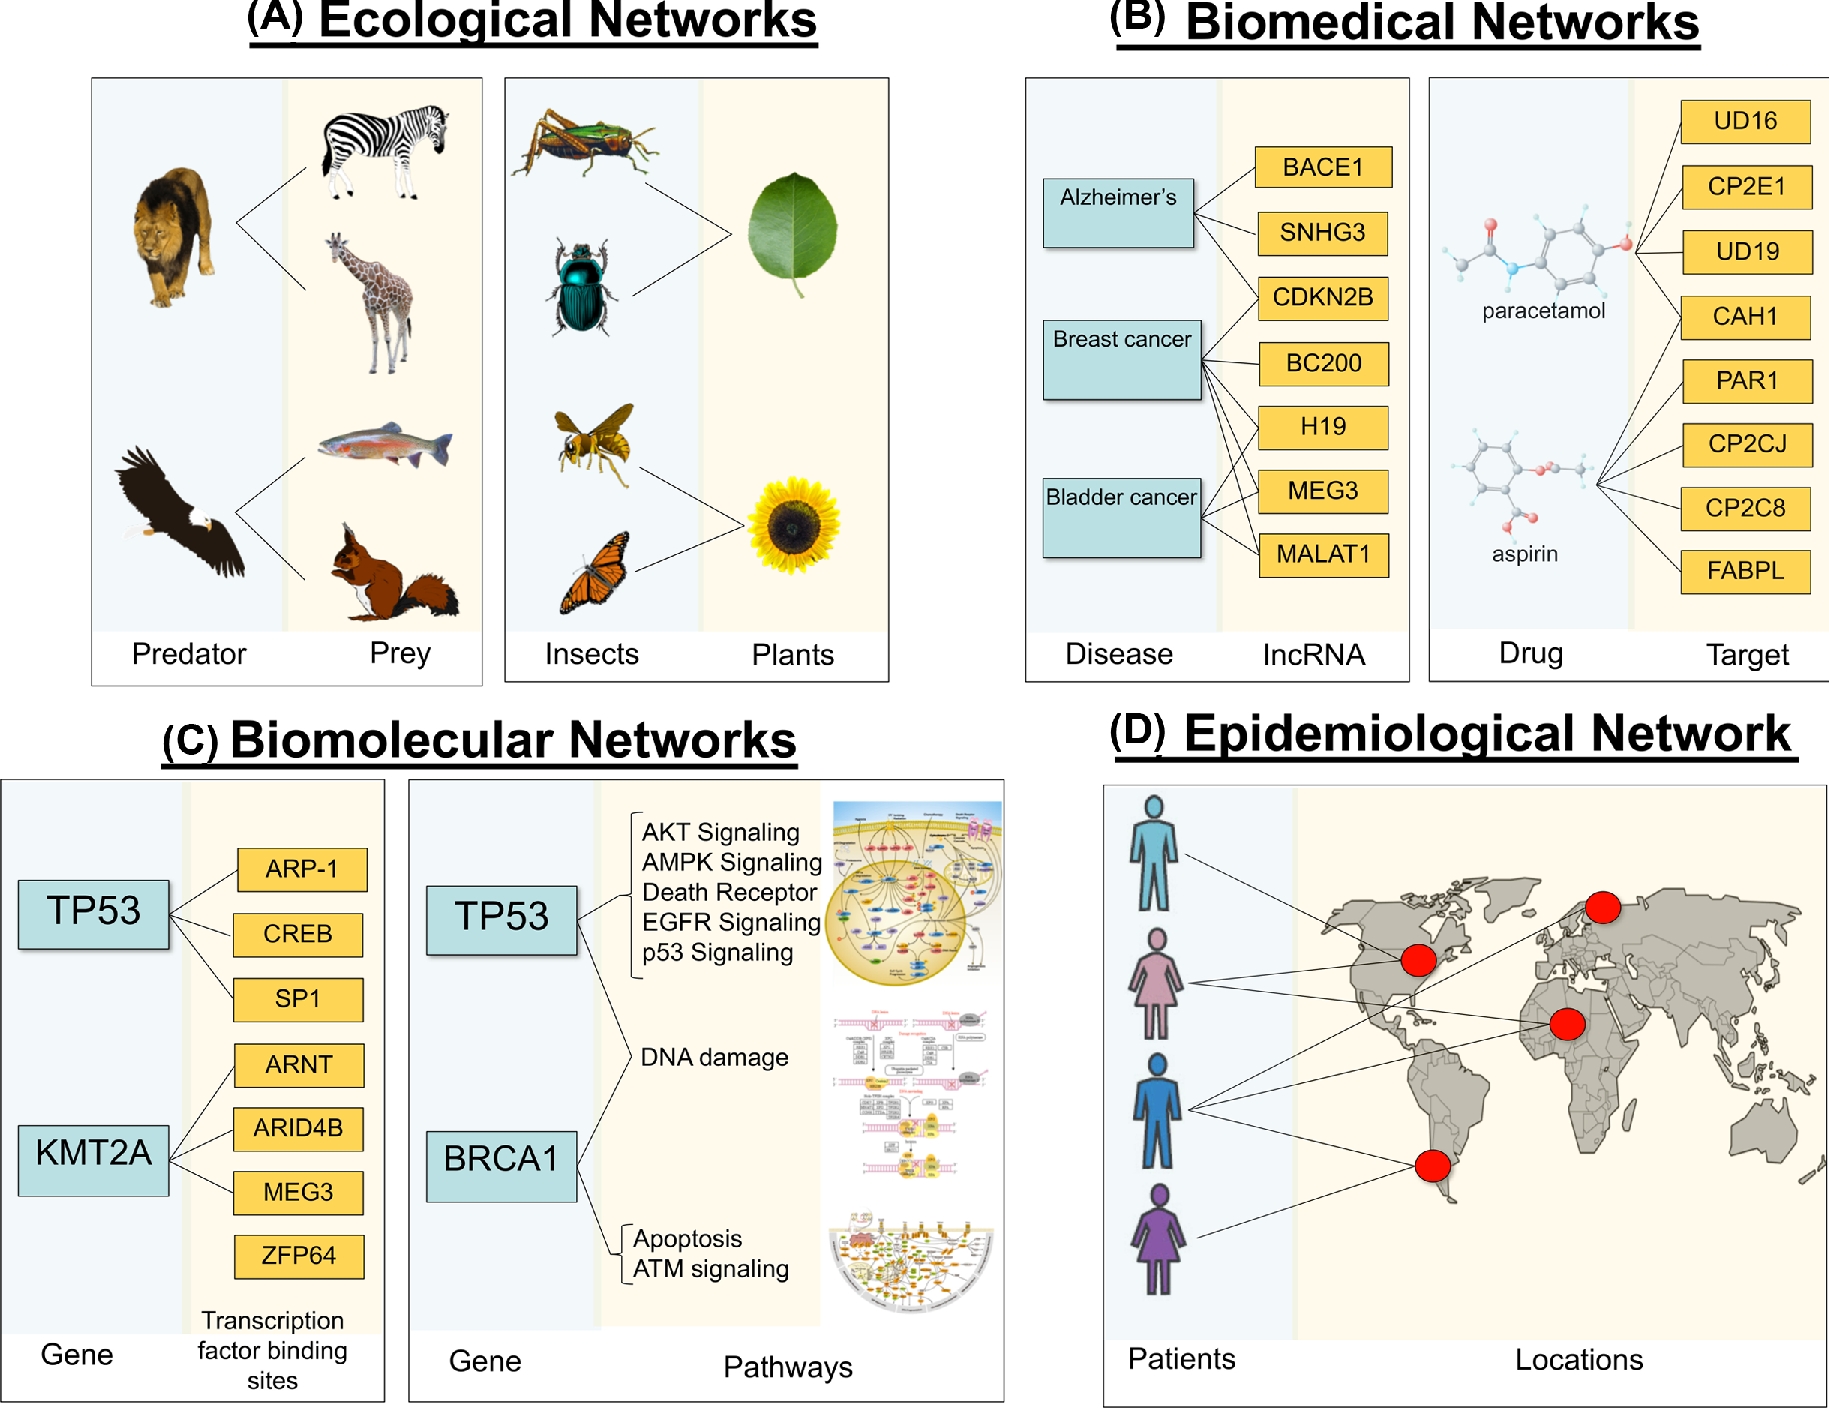 (A) Ecological Networks
Predator
Prey
Insects
Plants
(B) Biomedical Networks
Alzheimer's
Breast cancer
Bladder cancer
BACE1
SNHG3
CDKN2B
BC200
H19
MEG3
MALAT1
Disease
lncRNA
paracetamol
aspirin
UD16
CP2E1
UD19
CAH1
PAR1
CP2CJ
CP2C8
FABPL
Drug
Target
(C) Biomolecular Networks
TP53
KMT2A
ARP-1
CREB
SP1
ARNT
ARID4B
MEG3
ZFP64
Gene
Transcription
factor binding
sites
TP53
BRCA1
AKT Signaling
AMPK Signaling
Death Receptor
EGFR Signaling
p53 Signaling
DNA damage
Apoptosis
ATM signaling
Gene
Pathways
(D) Epidemiological Network
Patients
Locations